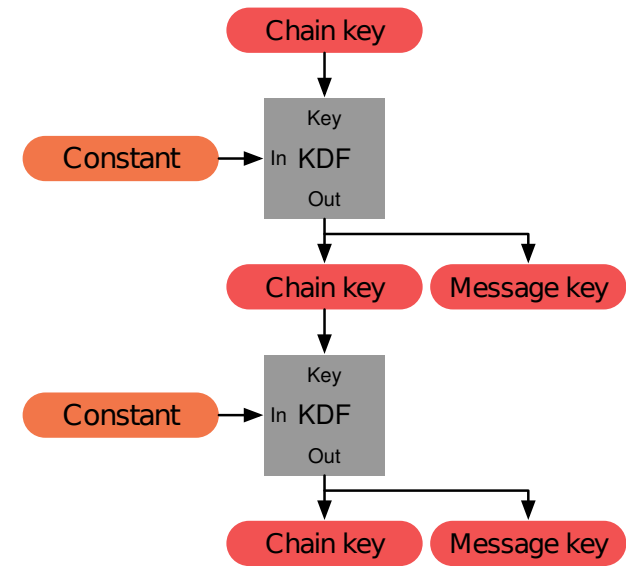 Chain key
Key
Constant
In KDF
Out
Chain key
Message key
Key
Constant
In KDF
Out
Chain key
Message key